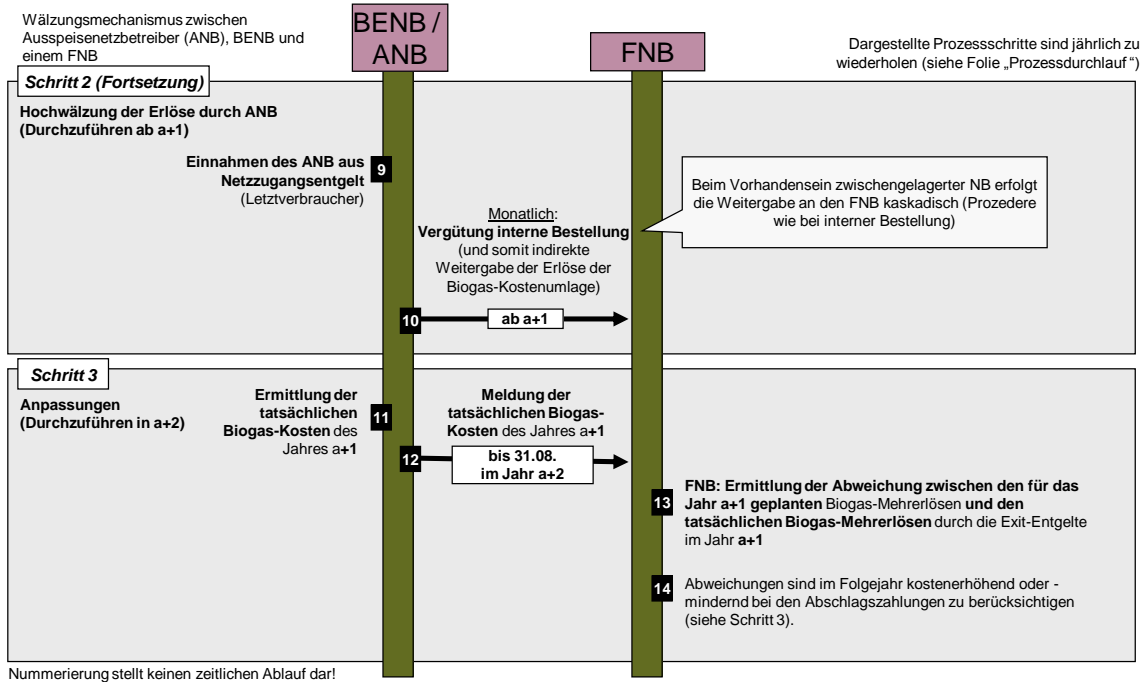 Wälzungsmechanismus zwischen
Ausspeisenetzbetreiber (ANB), BENB und
einem FNB
BENB /
ANB
FNB
Dargestellte Prozessschritte sind jährlich zu
wiederholen (siehe Folie „Prozessdurchlauf“)
Schritt 2 (Fortsetzung)
Hochwälzung der Erlöse durch ANB
(Durchzuführen ab a+1)
Einnahmen des ANB aus
Netzzugangsentgelt
(Letztverbraucher)
9
Monatlich:
Vergütung interne Bestellung
(und somit indirekte
Weitergabe der Erlöse der
Biogas-Kostenumlage)
Beim Vorhandensein zwischengelagerter NB erfolgt
die Weitergabe an den FNB kaskadisch (Prozedere
wie bei interner Bestellung)
10
ab a+1
Schritt 3
Anpassungen
(Durchzuführen in a+2)
Ermittlung der
tatsächlichen
Biogas-Kosten des
Jahres a+1
11
Meldung der
tatsächlichen Biogas-
Kosten des Jahres a+1
12
bis 31.08.
im Jahr a+2
13
FNB: Ermittlung der Abweichung zwischen den für das
Jahr a+1 geplanten Biogas-Mehrerlösen und den
tatsächlichen Biogas-Mehrerlösen durch die Exit-Entgelte
im Jahr a+1
14
Abweichungen sind im Folgejahr kostenerhöhend oder -
mindernd bei den Abschlagszahlungen zu berücksichtigen
(siehe Schritt 3).
Nummerierung stellt keinen zeitlichen Ablauf dar!